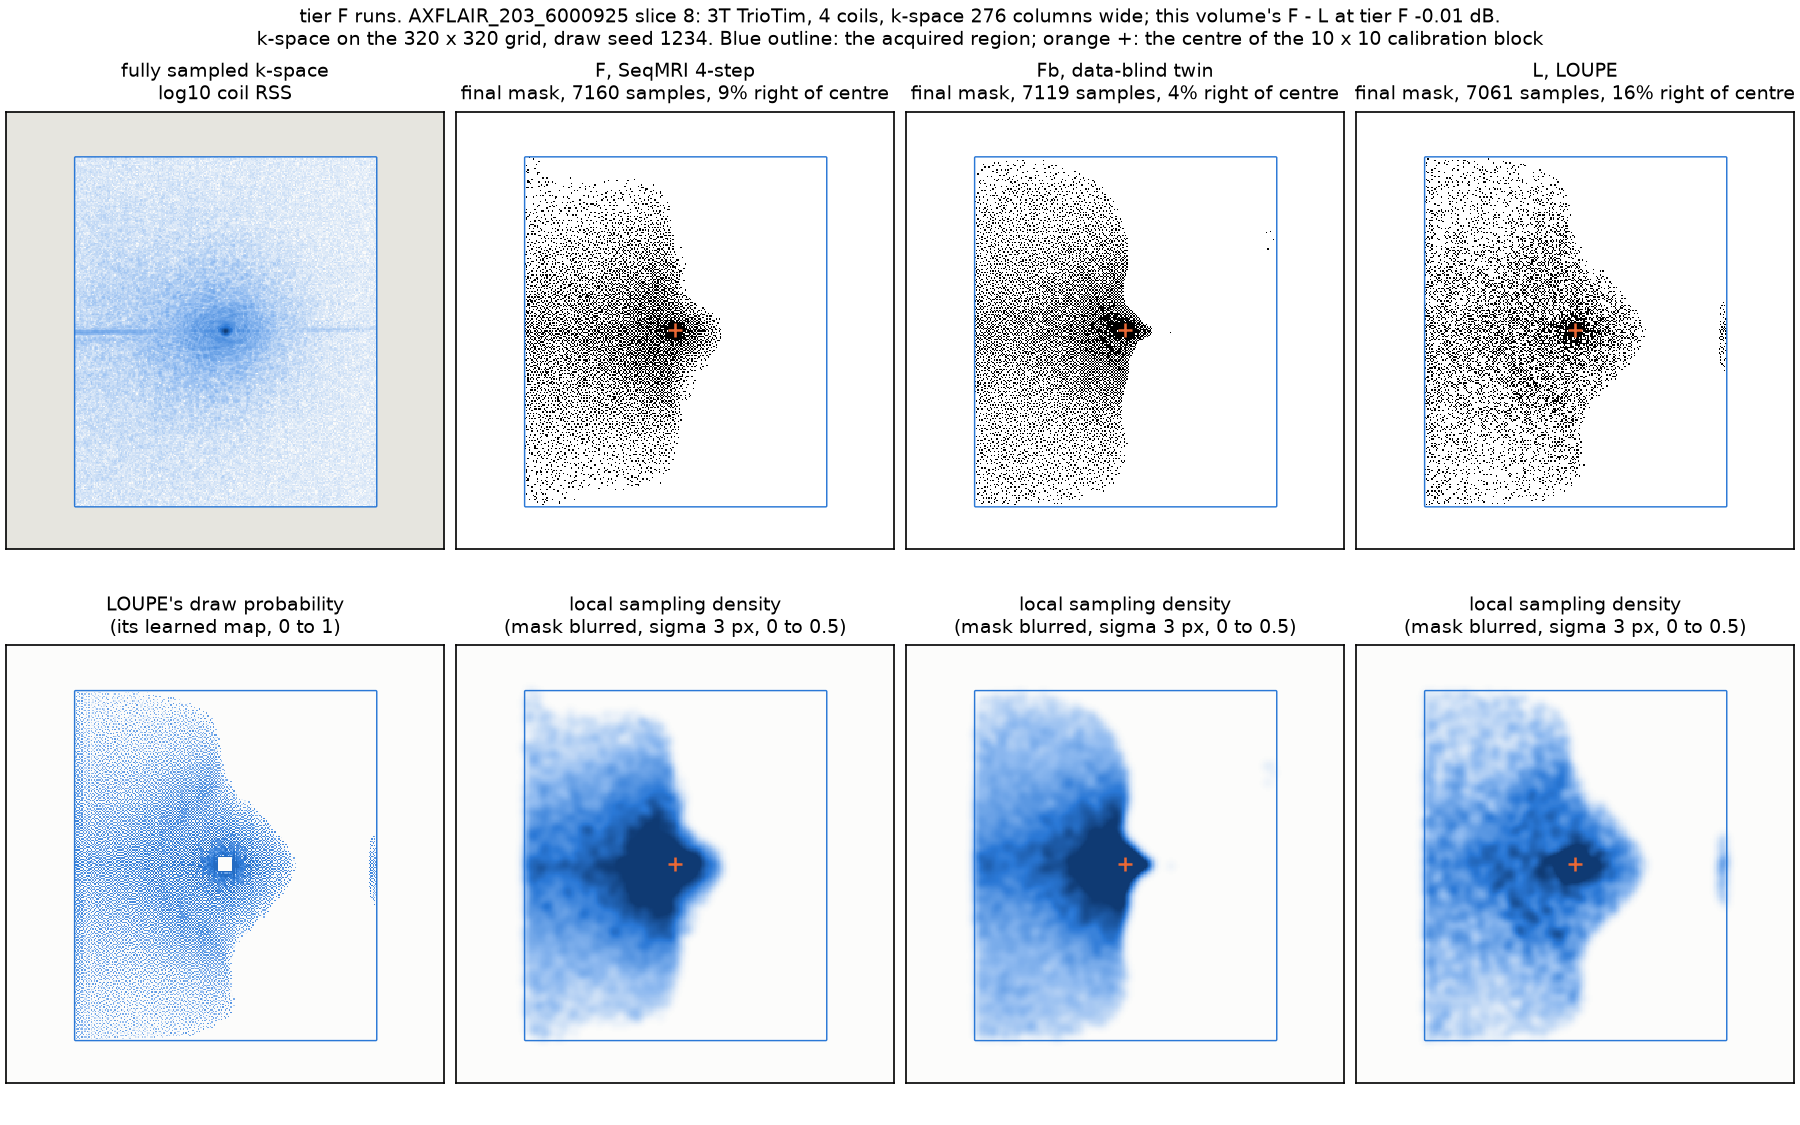 tier F runs. AXFLAIR_203_6000925 slice 8: 3T TrioTim, 4 coils, k-space 276 columns wide; this volume's F - L at tier F -0.01 dB.
k-space on the 320 x 320 grid, draw seed 1234. Blue outline: the acquired region; orange +: the centre of the 10 x 10 calibration block
fully sampled k-space
log10 coil RSS
F, SeqMRI 4-step
final mask, 7160 samples, 9% right of centre
Fb, data-blind twin
final mask, 7119 samples, 4% right of centre
L, LOUPE
final mask, 7061 samples, 16% right of centre
LOUPE's draw probability
(its learned map, 0 to 1)
local sampling density
(mask blurred, sigma 3 px, 0 to 0.5)
local sampling density
(mask blurred, sigma 3 px, 0 to 0.5)
local sampling density
(mask blurred, sigma 3 px, 0 to 0.5)